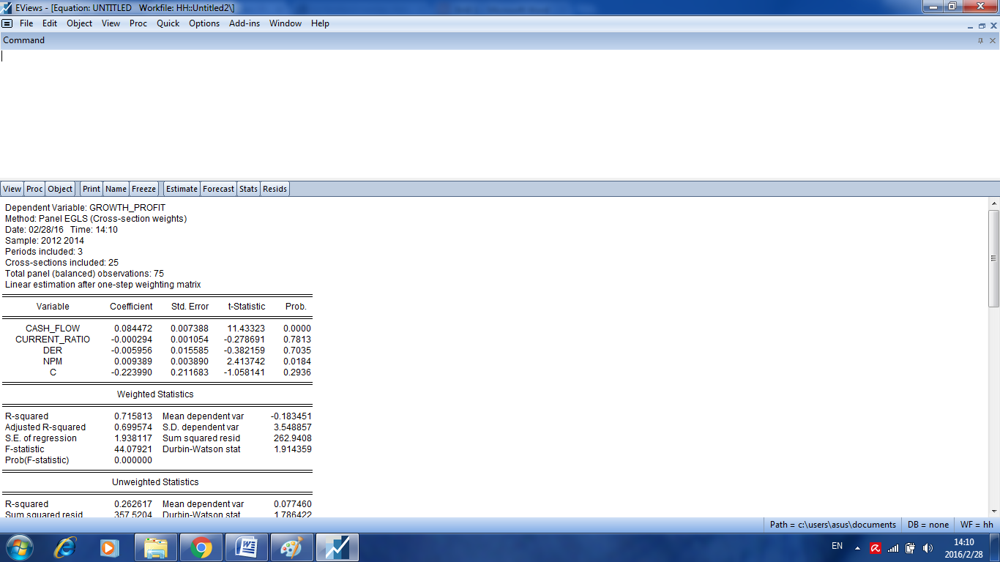 EViews - [Equation: UNTITLED   Workfile: HH::Untitled2\]
File Edit Object View Proc Quick Options Add-ins Window Help
Command
View Proc Object Print Name Freeze Estimate Forecast Stats Resids
Dependent Variable: GROWTH_PROFIT
Method: Panel EGLS (Cross-section weights)
Date: 02/28/16   Time: 14:10
Sample: 2012 2014
Periods included: 3
Cross-sections included: 25
Total panel (balanced) observations: 75
Linear estimation after one-step weighting matrix
Variable Coefficient Std. Error t-Statistic Prob.
CASH_FLOW 0.084472 0.007388 11.43323 0.0000
CURRENT_RATIO -0.000294 0.001054 -0.278691 0.7813
DER -0.005956 0.015585 -0.382159 0.7035
NPM 0.009389 0.003890 2.413742 0.0184
C -0.223990 0.211683 -1.058141 0.2936
Weighted Statistics
R-squared 0.715813 Mean dependent var -0.183451
Adjusted R-squared 0.699574 S.D. dependent var 3.548857
S.E. of regression 1.938117 Sum squared resid 262.9408
F-statistic 44.07921 Durbin-Watson stat 1.914359
Prob(F-statistic) 0.000000
Unweighted Statistics
R-squared 0.262617 Mean dependent var 0.077460
Sum squared resid 357.5204 Durbin-Watson stat 1.786422
Path = c:\users\asus\documents DB = none WF = hh
EN 14:10
2016/2/28